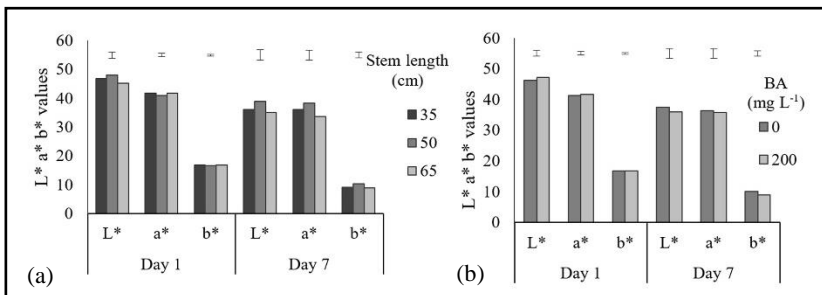 L* a* b* values
60
50
40
30
20
10
0
L* a* b* L* a* b*
Day 1 Day 7
Stem length
(cm)
35
50
65
(a)
L* a* b* values
60
50
40
30
20
10
0
L* a* b* L* a* b*
Day 1 Day 7
BA
(mg L-1)
0
200
(b)